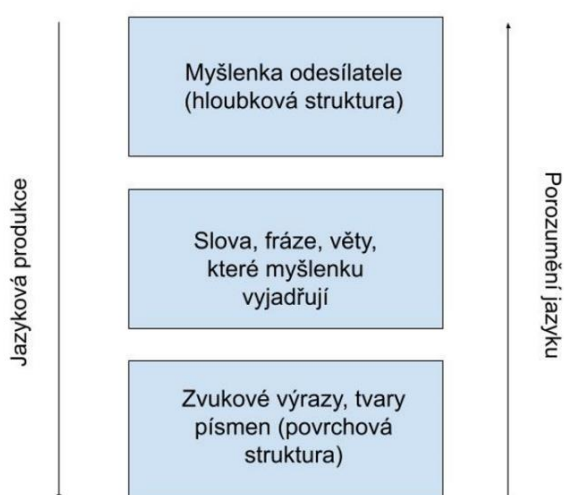 Myšlenka odesílatele
(hloubková struktura)
Jazyková produkce
Slova, fráze, věty,
které myšlenku
vyjadřují
Porozumění jazyku
Zvukové výrazy, tvary
písmen (povrchová
struktura)